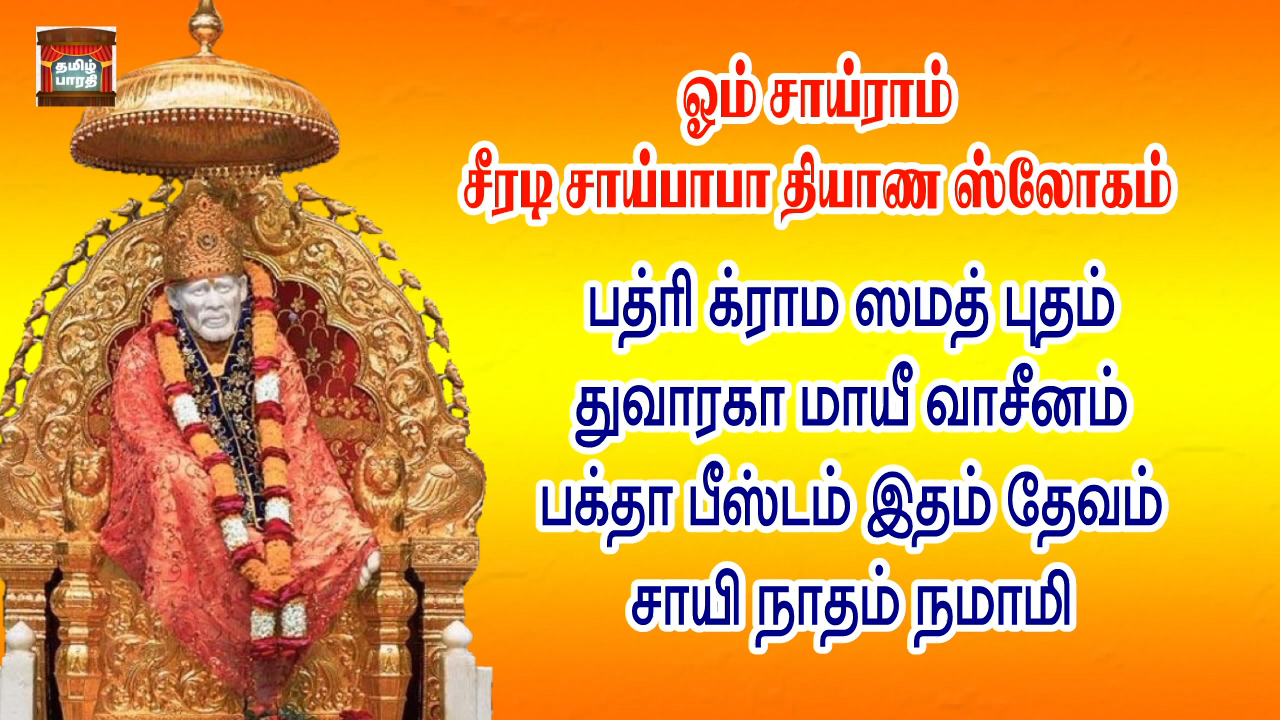 தமிழ்
பாரதி
ஓம் சாய்ராம்
சீரடி சாய்பாபா தியாண ஸ்லோகம்
பத்ரி க்ராம ஸமத் புதம்
துவாரகா மாயீ வாசீனம்
பக்தா பீஸ்டம் இதம் தேவம்
சாயி நாதம் நமாமி